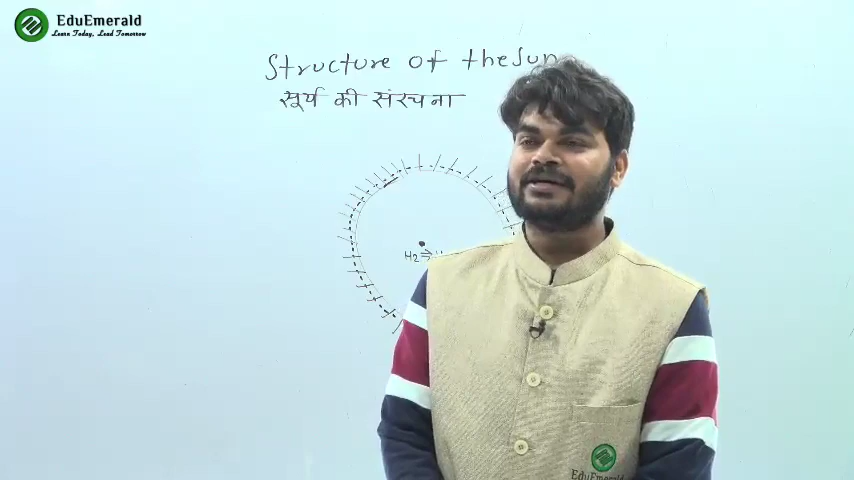 EduEmerald
Learn Today, Lead Tomorrow
Structure of the Sun
सूर्य की संरचना
H2⇒
EduEmerald